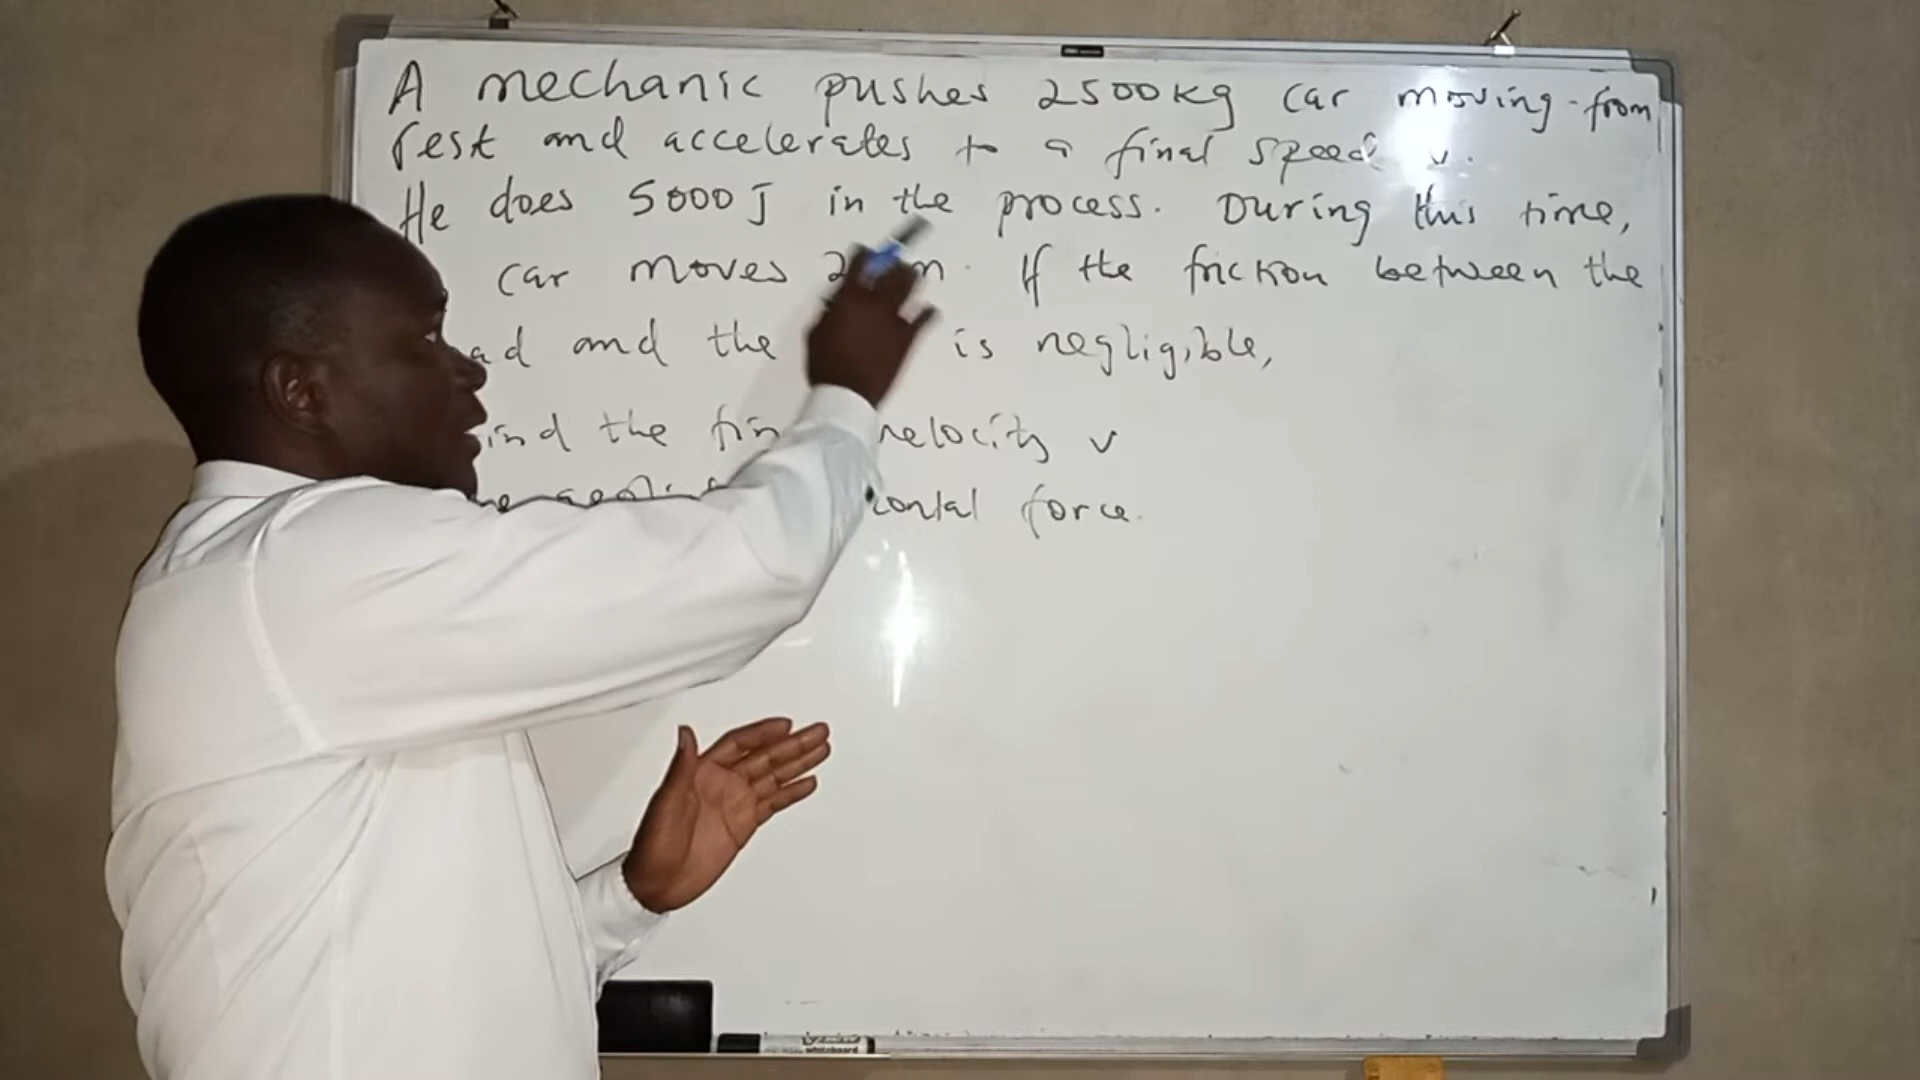 A mechanic pushes 2500kg car moving from
rest and accelerates to a final speed v.
He does 5000J in the process. During this time,
car moves m. If the friction between the
and the is negligible,
the velocity v
force.
whiteboard